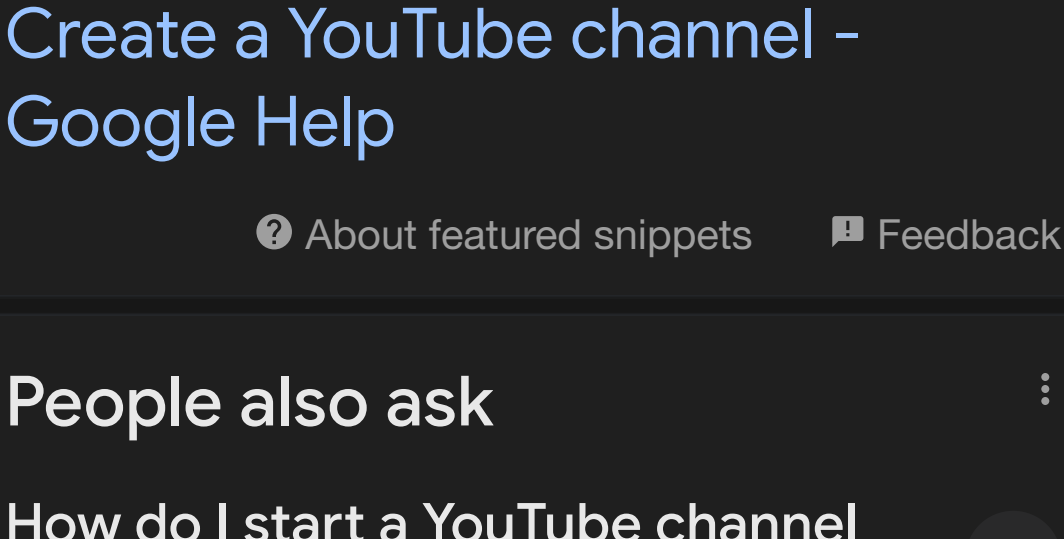 Create a YouTube channel -
Google Help
About featured snippets
Feedback
People also ask
How do I start a YouTube channel